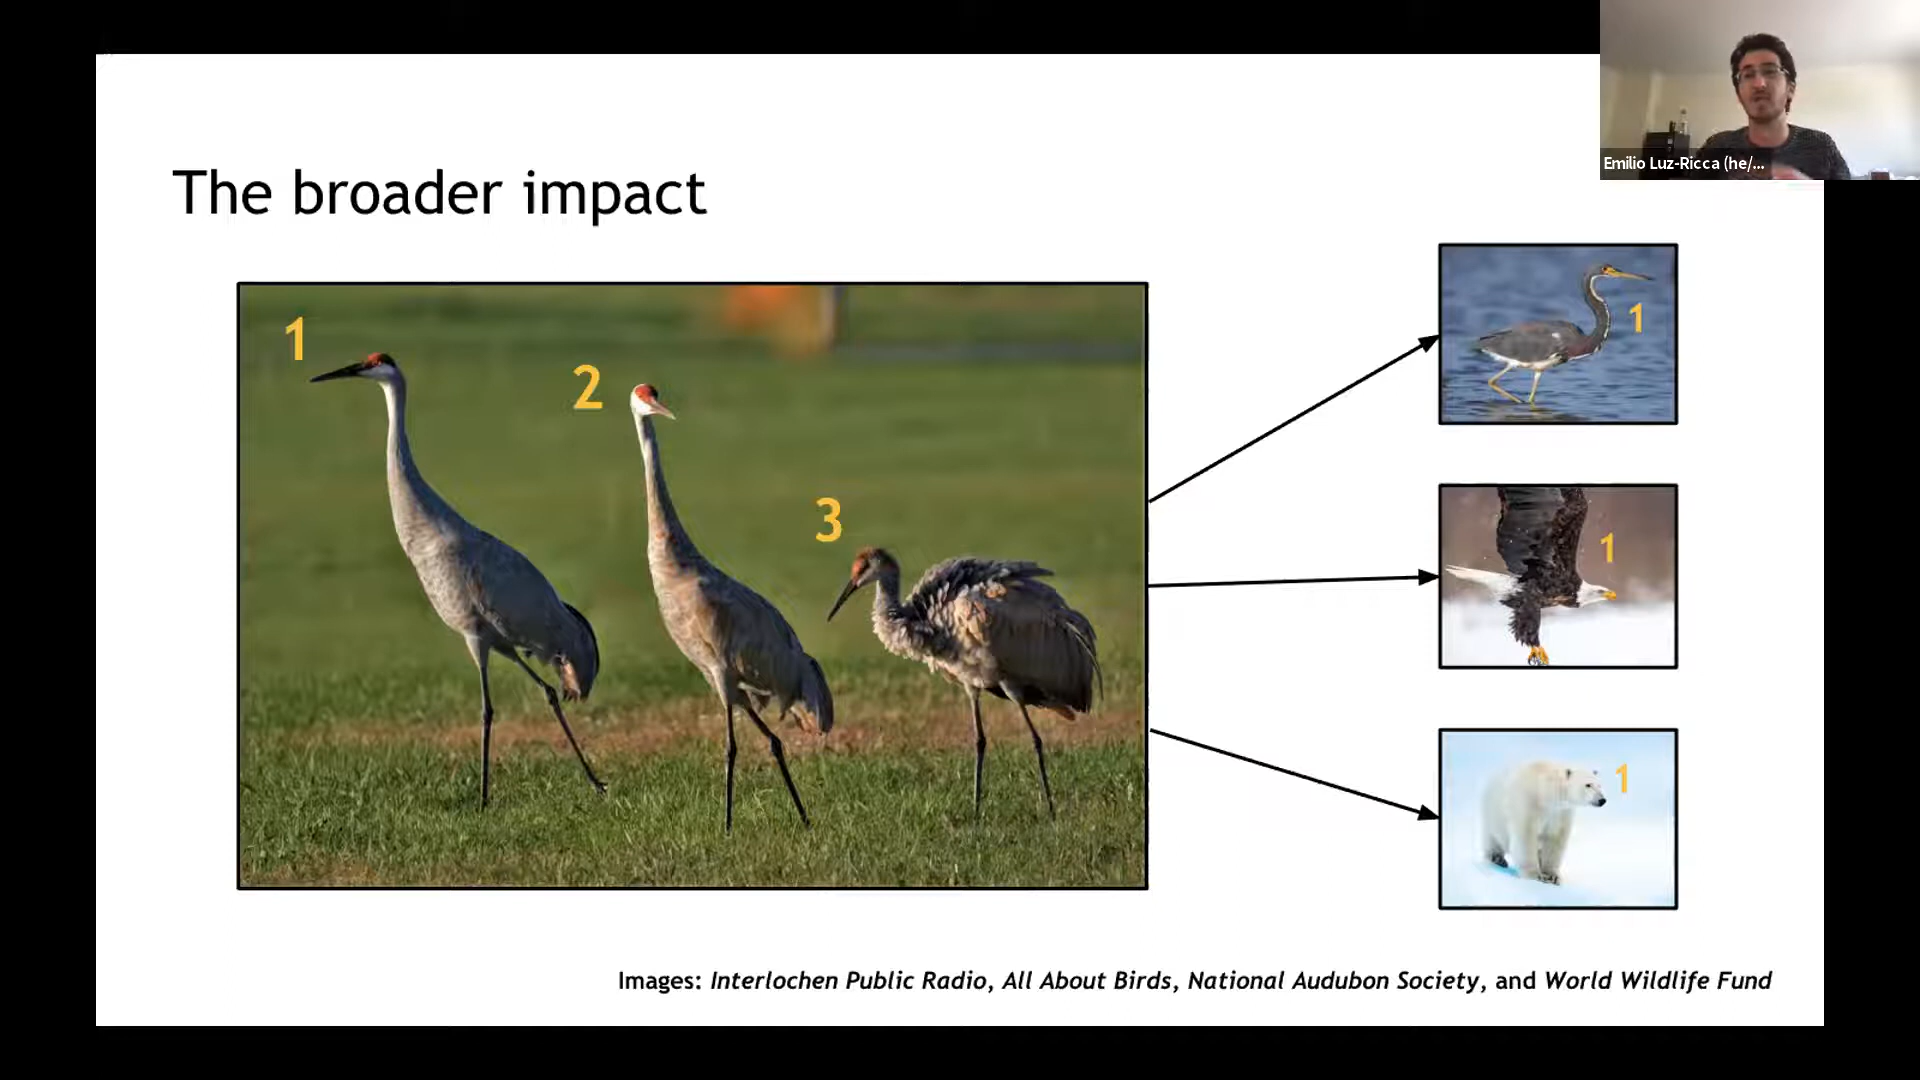 Emilio Luz-Ricca (he/...
The broader impact
1
2
3
1
1
1
Images: Interlochen Public Radio, All About Birds, National Audubon Society, and World Wildlife Fund